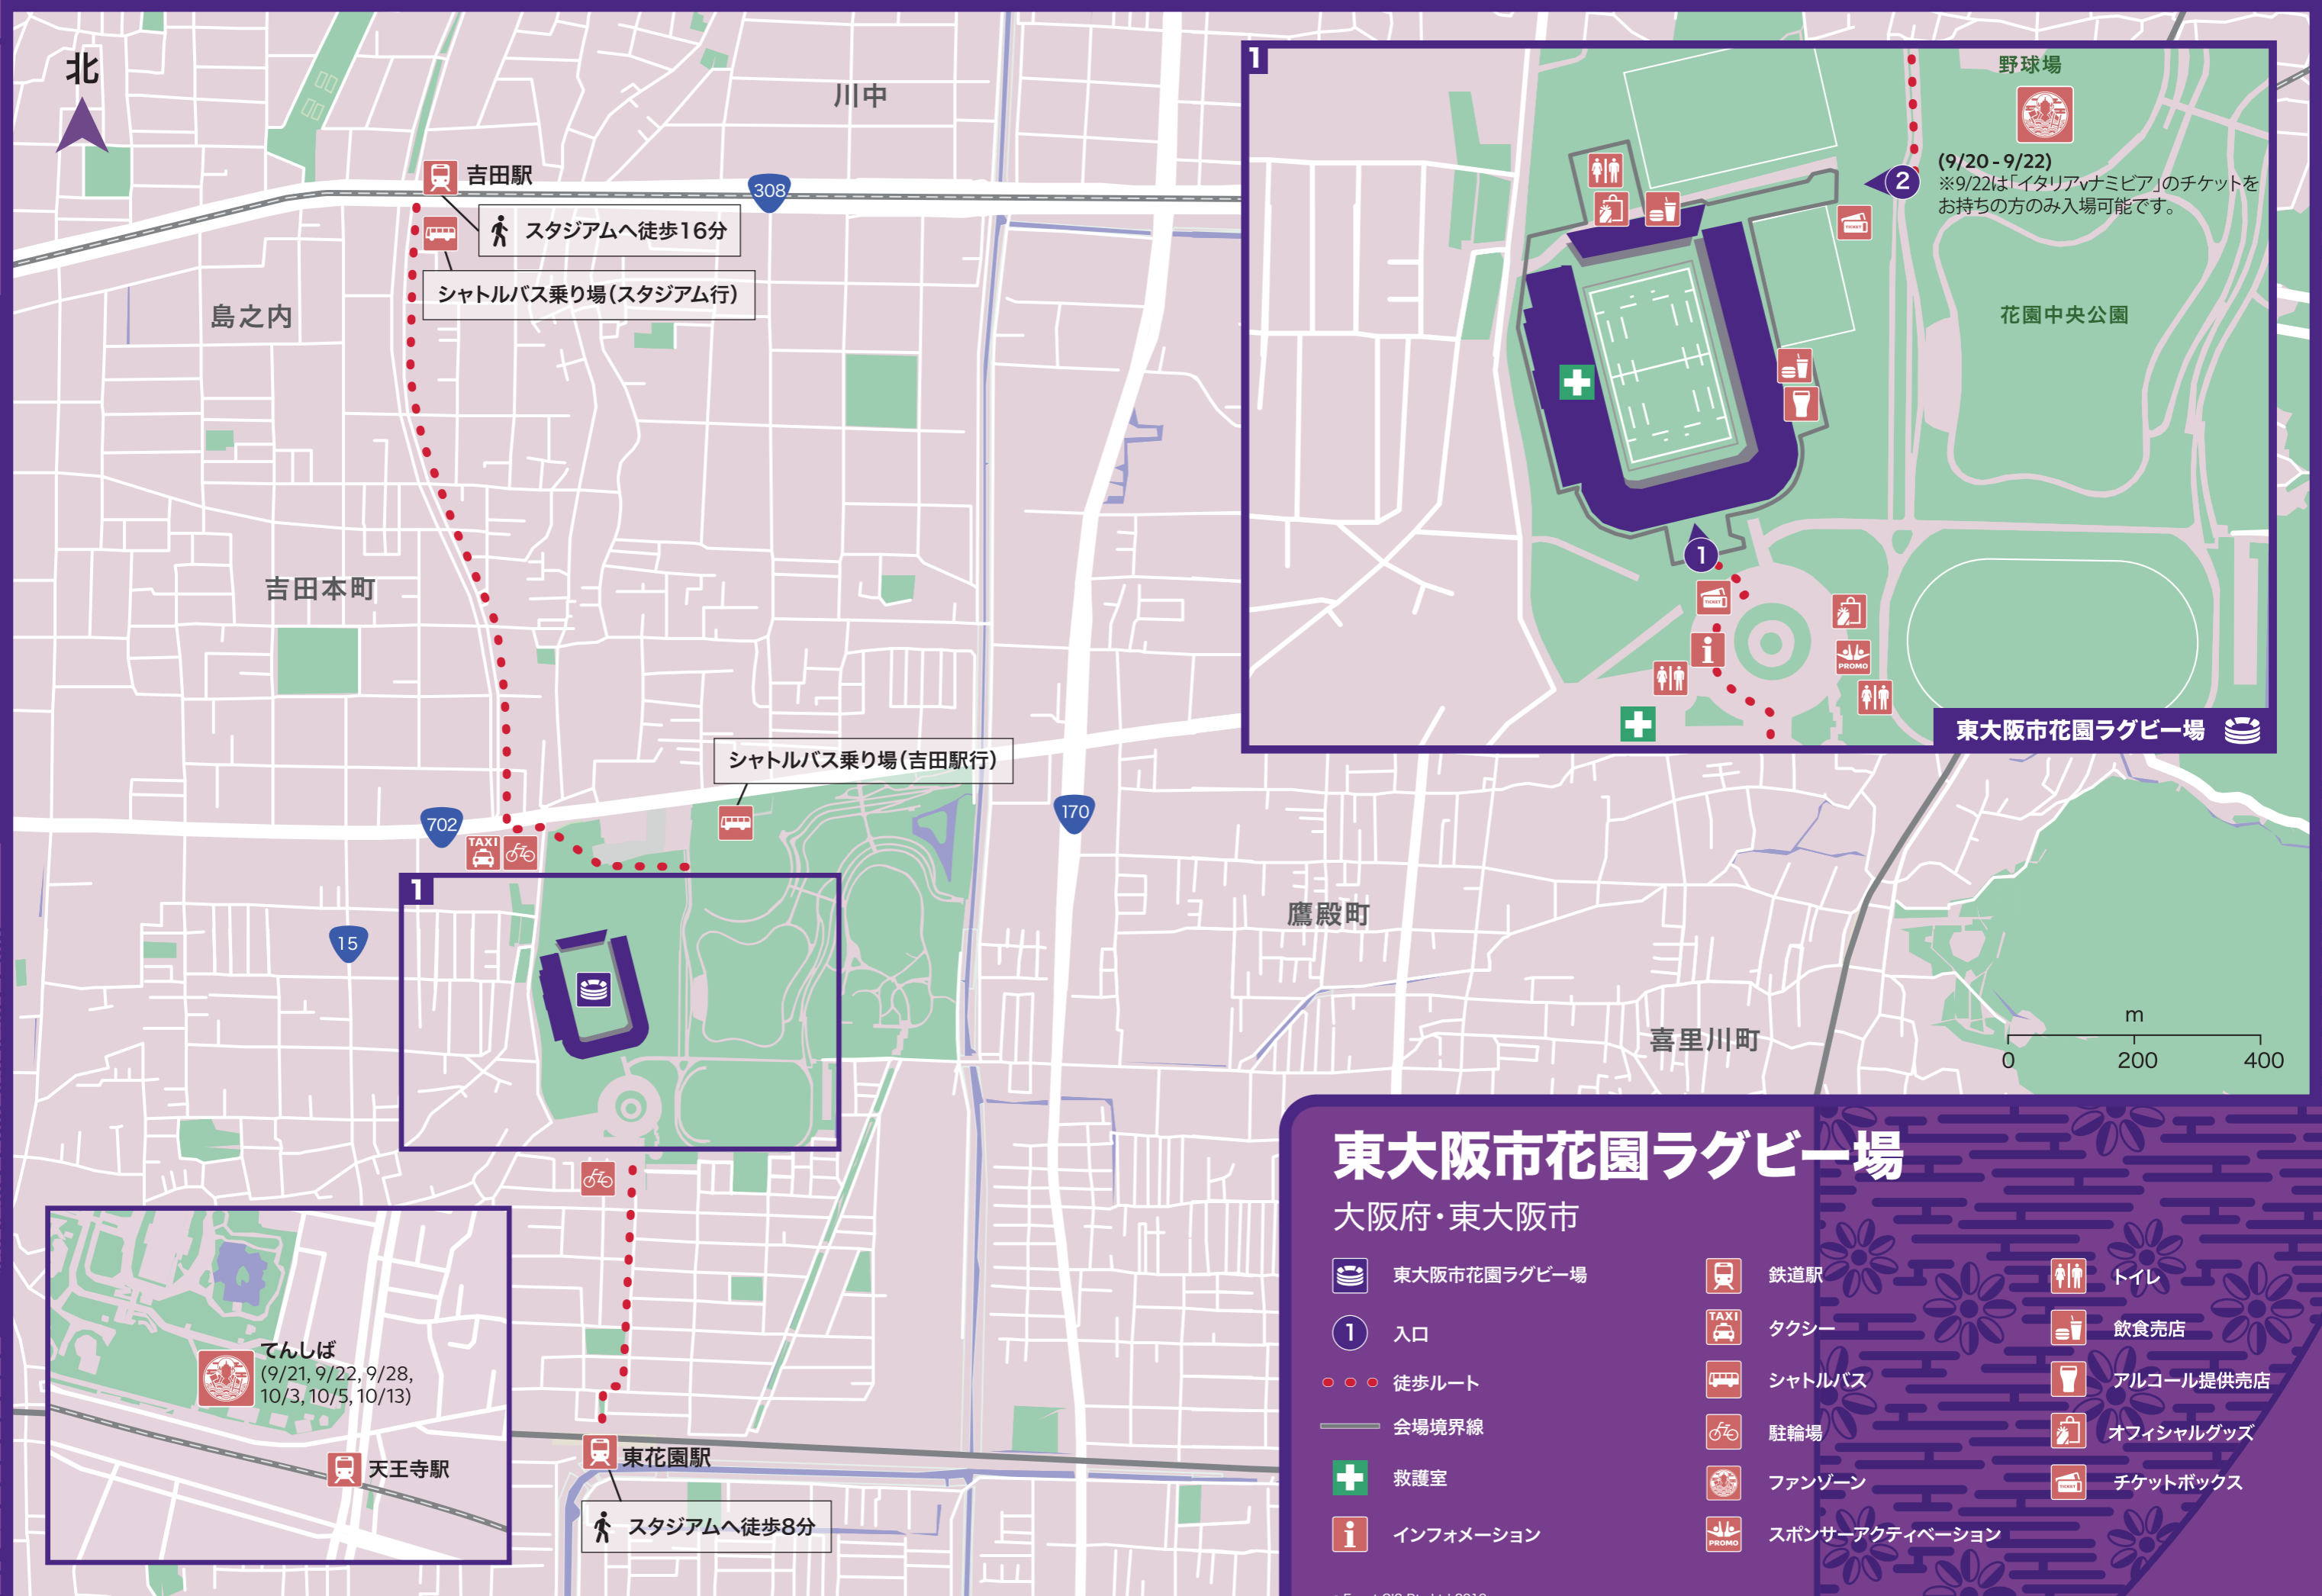 北
川中
吉田駅
308
スタジアムへ徒歩16分
シャトルバス乗り場(スタジアム行)
島之内
吉田本町
シャトルバス乗り場(吉田駅行)
702
TAXI
170
15
1
鷹殿町
喜里川町
m
0 200 400
1
野球場
2
(9/20 - 9/22)
※9/22は「イタリアvナミビア」のチケットを
お持ちの方のみ入場可能です。
TICKET
花園中央公園
1
TICKET
i
PROMO
東大阪市花園ラグビー場
てんしば
(9/21, 9/22, 9/28,
10/3, 10/5, 10/13)
天王寺駅
東花園駅
スタジアムへ徒歩8分
東大阪市花園ラグビー場
大阪府・東大阪市
東大阪市花園ラグビー場
1 入口
徒歩ルート
会場境界線
救護室
i インフォメーション
鉄道駅
TAXI タクシー
シャトルバス
駐輪場
ファンゾーン
PROMO スポンサーアクティベーション
トイレ
飲食売店
アルコール提供売店
オフィシャルグッズ
TICKET チケットボックス